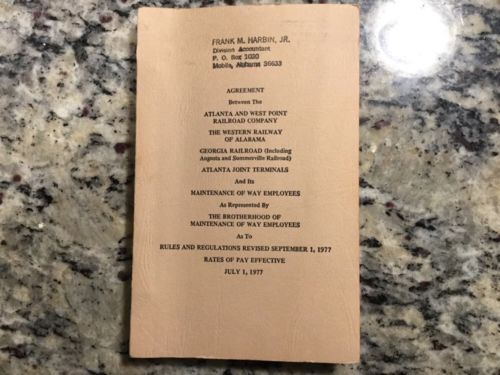 FRANK M. HARBIN, JR.
Division Accountant
P. O. Box 1030
Mobile, Alabama 36633
AGREEMENT
Between The
ATLANTA AND WEST POINT
RAILROAD COMPANY
THE WESTERN RAILWAY
OF ALABAMA
GEORGIA RAILROAD (Including
Augusta and Summerville Railroad)
ATLANTA JOINT TERMINALS
And Its
MAINTENANCE OF WAY EMPLOYEES
As Represented By
THE BROTHERHOOD OF
MAINTENANCE OF WAY EMPLOYEES
As To
RULES AND REGULATIONS REVISED SEPTEMBER 1, 1977
RATES OF PAY EFFECTIVE
JULY 1, 1977